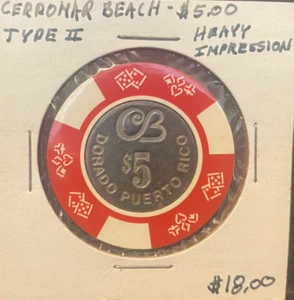 CERROMAR BEACH - $5.00
TYPE II HEAVY
IMPRESSION
CB
$5
DORADO PUERTO RICO
$18.00